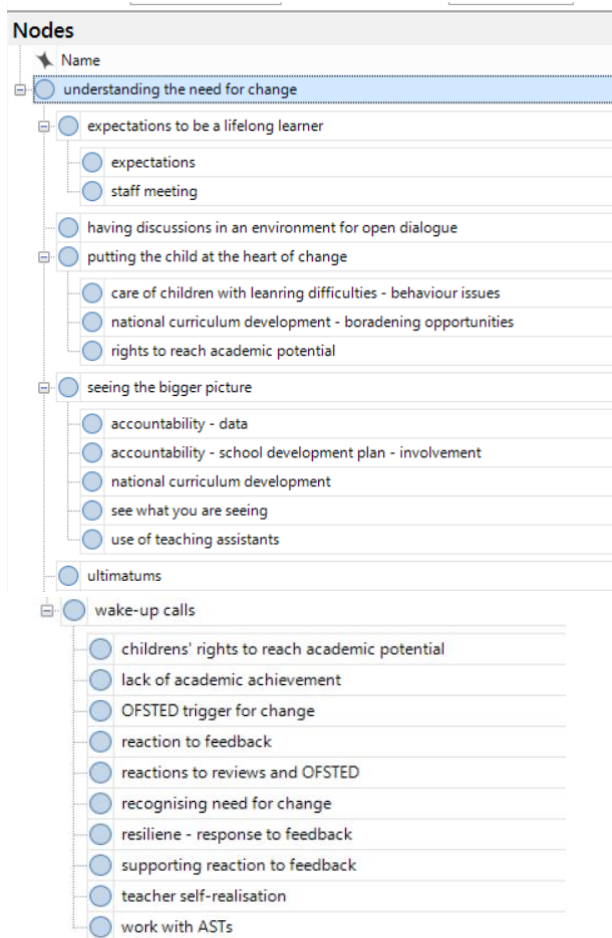 Nodes
Name
understanding the need for change
expectations to be a lifelong learner
expectations
staff meeting
having discussions in an environment for open dialogue
putting the child at the heart of change
care of children with leanring difficulties - behaviour issues
national curriculum development - boradening opportunities
rights to reach academic potential
seeing the bigger picture
accountability - data
accountability - school development plan - involvement
national curriculum development
see what you are seeing
use of teaching assistants
ultimatums
wake-up calls
childrens' rights to reach academic potential
lack of academic achievement
OFSTED trigger for change
reaction to feedback
reactions to reviews and OFSTED
recognising need for change
resiliene - response to feedback
supporting reaction to feedback
teacher self-realisation
work with ASTs